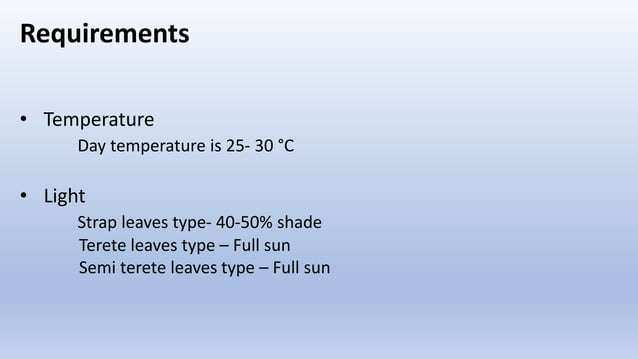 Requirements
• Temperature
Day temperature is 25- 30 °C
• Light
Strap leaves type- 40-50% shade
Terete leaves type – Full sun
Semi terete leaves type – Full sun